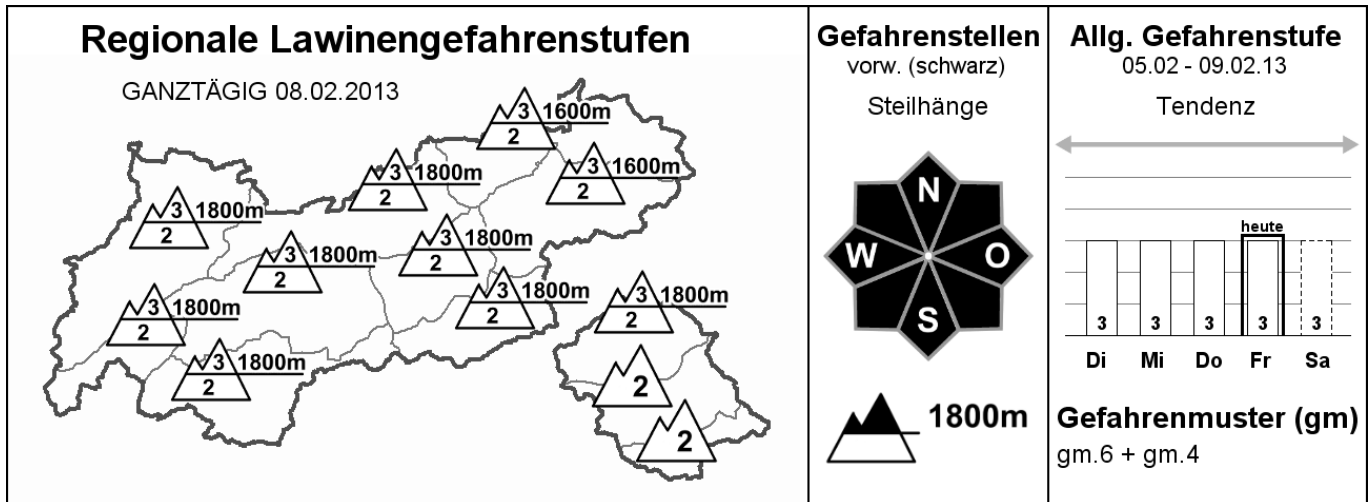 Regionale Lawinengefahrenstufen
GANZTÄGIG 08.02.2013
3 1600m
2
3 1600m
2
3 1800m
2
3 1800m
2
3 1800m
2
3 1800m
2
3 1800m
2
3 1800m
2
3 1800m
2
3 1800m
2
2
2
Gefahrenstellen
vorw. (schwarz)
Steilhänge
N
W O
S
1800m
Allg. Gefahrenstufe
05.02 - 09.02.13
Tendenz
heute
3 3 3 3 3
Di Mi Do Fr Sa
Gefahrenmuster (gm)
gm.6 + gm.4